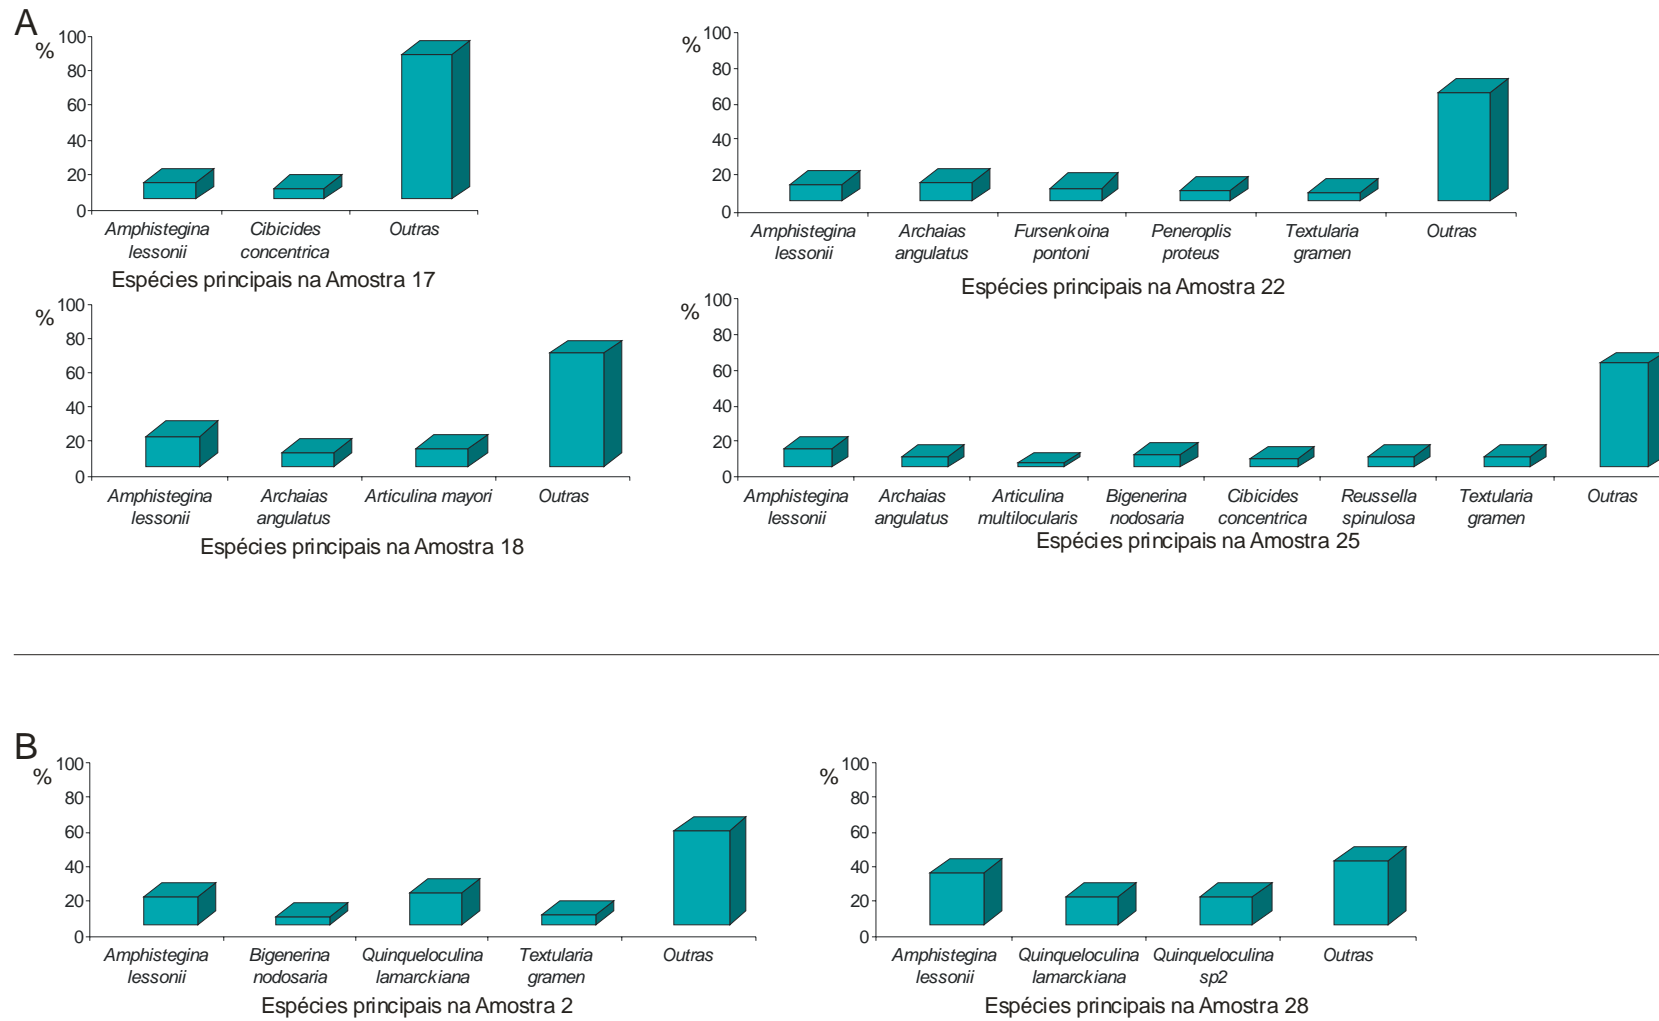 A
%
100
80
60
40
20
0
Amphistegina lessonii
Cibicides concentrica
Outras
Espécies principais na Amostra 17
%
100
80
60
40
20
0
Amphistegina lessonii
Archaias angulatus
Fursenkoina pontoni
Peneroplis proteus
Textularia gramen
Outras
Espécies principais na Amostra 22
%
100
80
60
40
20
0
Amphistegina lessonii
Archaias angulatus
Articulina mayori
Outras
Espécies principais na Amostra 18
%
100
80
60
40
20
0
Amphistegina lessonii
Archaias angulatus
Articulina multilocularis
Bigenerina nodosaria
Cibicides concentrica
Reussella spinulosa
Textularia gramen
Outras
Espécies principais na Amostra 25
B
%
100
80
60
40
20
0
Amphistegina lessonii
Bigenerina nodosaria
Quinqueloculina lamarckiana
Textularia gramen
Outras
Espécies principais na Amostra 2
%
100
80
60
40
20
0
Amphistegina lessonii
Quinqueloculina lamarckiana
Quinqueloculina sp2
Outras
Espécies principais na Amostra 28